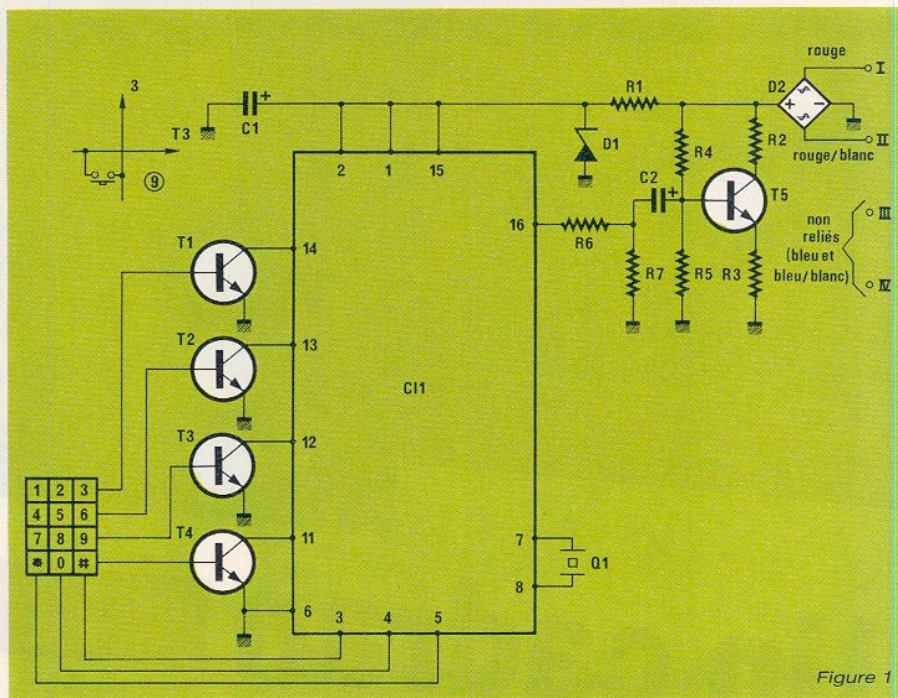 3
T3
9
C1
+
R1
D1
R4
R2
D2
+
-
rouge
I
II
rouge/blanc
C2
+
T5
R6
R7
R5
R3
non
reliés
(bleu et
bleu/blanc)
III
IV
2 1 15
16
T1
14
T2
13
CI1
T3
12
T4
11
6
3 4 5
7
8
Q1
1 2 3
4 5 6
7 8 9
* 0 #
Figure 1